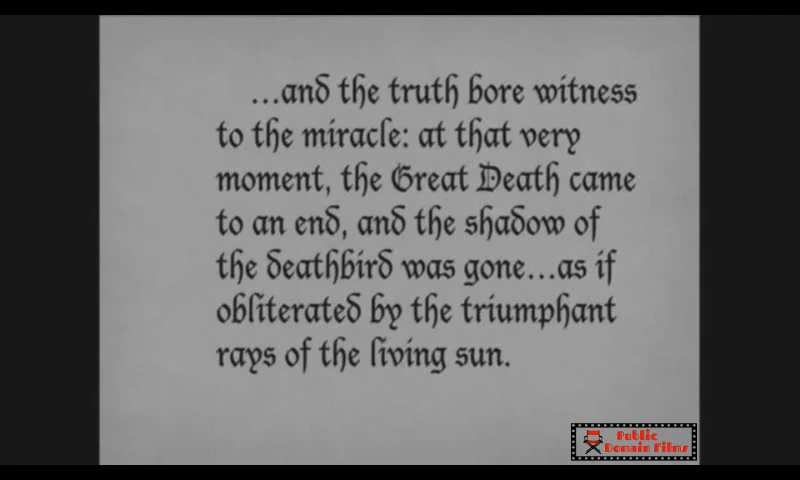 ...and the truth bore witness
to the miracle: at that very
moment, the Great Death came
to an end, and the shadow of
the deathbird was gone...as if
obliterated by the triumphant
rays of the living sun.
Public
Domain Films